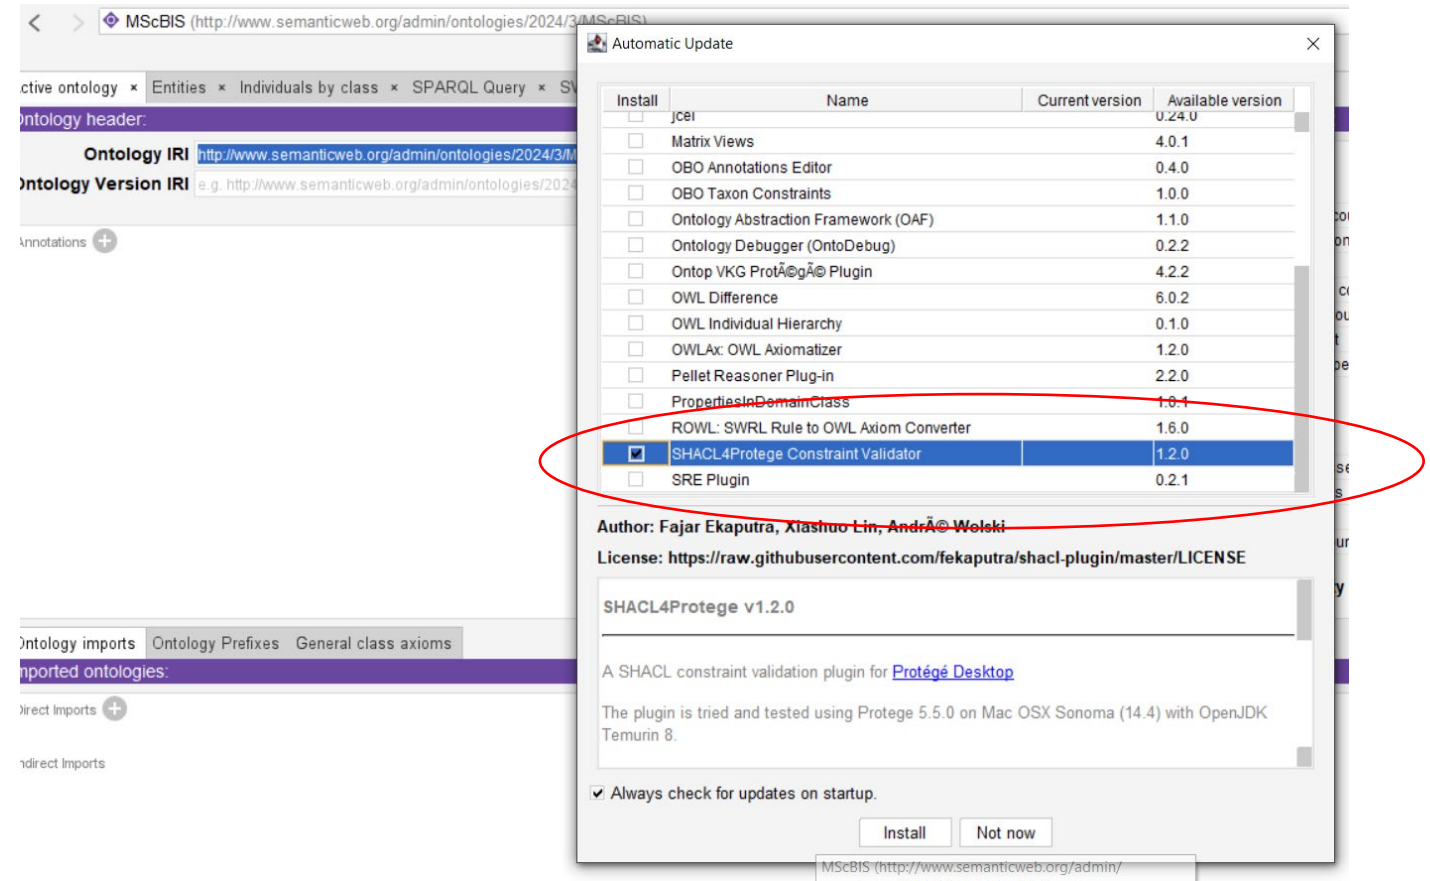 MScBIS (http://www.semanticweb.org/admin/ontologies/2024/3/MScBIS)
Automatic Update
ctive ontology × Entities × Individuals by class × SPARQL Query × SW
Ontology header:
Ontology IRI http://www.semanticweb.org/admin/ontologies/2024/3/M
Ontology Version IRI e.g. http://www.semanticweb.org/admin/ontologies/2024
Annotations
Install Name Current version Available version
jcel 0.24.0
Matrix Views 4.0.1
OBO Annotations Editor 0.4.0
OBO Taxon Constraints 1.0.0
Ontology Abstraction Framework (OAF) 1.1.0
Ontology Debugger (OntoDebug) 0.2.2
Ontop VKG ProtÃ©gÃ© Plugin 4.2.2
OWL Difference 6.0.2
OWL Individual Hierarchy 0.1.0
OWLAx: OWL Axiomatizer 1.2.0
Pellet Reasoner Plug-in 2.2.0
PropertiesInDomainClass 1.0.1
ROWL: SWRL Rule to OWL Axiom Converter 1.6.0
SHACL4Protege Constraint Validator 1.2.0
SRE Plugin 0.2.1
Author: Fajar Ekaputra, Xiashuo Lin, AndrÃ© Wolski
License: https://raw.githubusercontent.com/fekaputra/shacl-plugin/master/LICENSE
SHACL4Protege v1.2.0
A SHACL constraint validation plugin for Protégé Desktop
The plugin is tried and tested using Protege 5.5.0 on Mac OSX Sonoma (14.4) with OpenJDK
Temurin 8.
Ontology imports Ontology Prefixes General class axioms
mported ontologies:
Direct Imports
ndirect Imports
Always check for updates on startup.
Install Not now
MScBIS (http://www.semanticweb.org/admin/